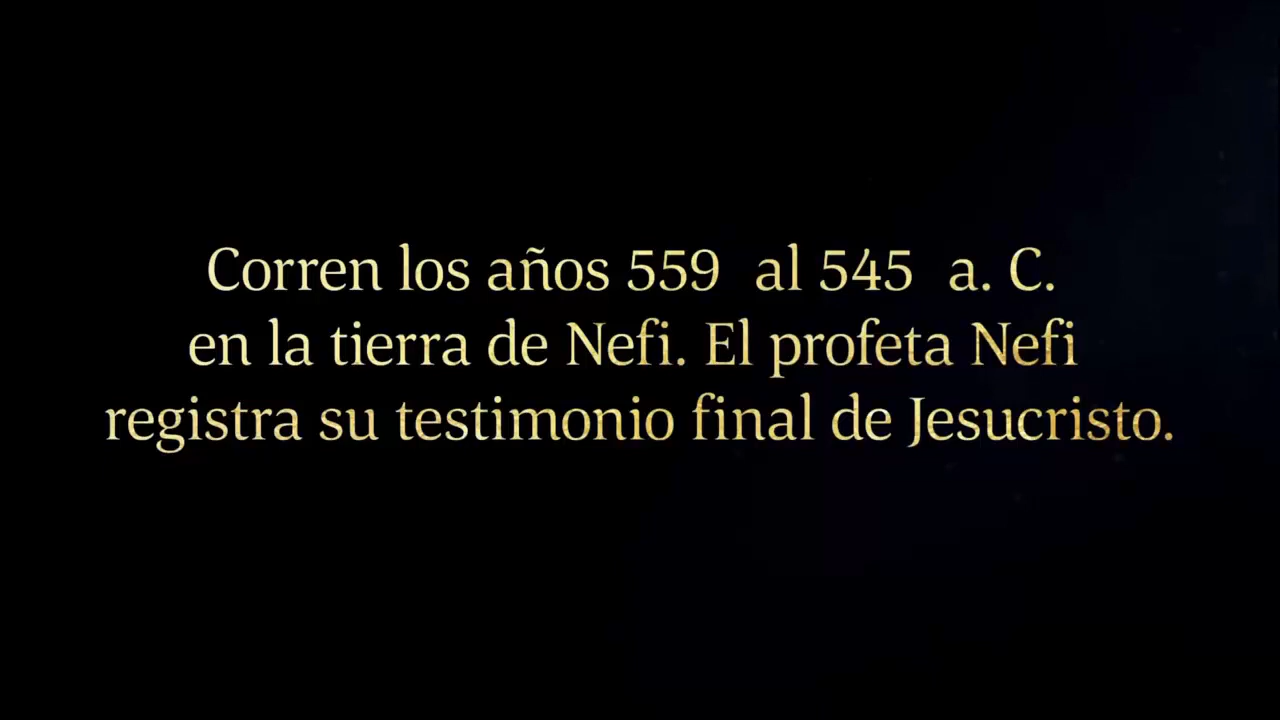 Corren los años 559 al 545 a. C.
en la tierra de Nefi. El profeta Nefi
registra su testimonio final de Jesucristo.